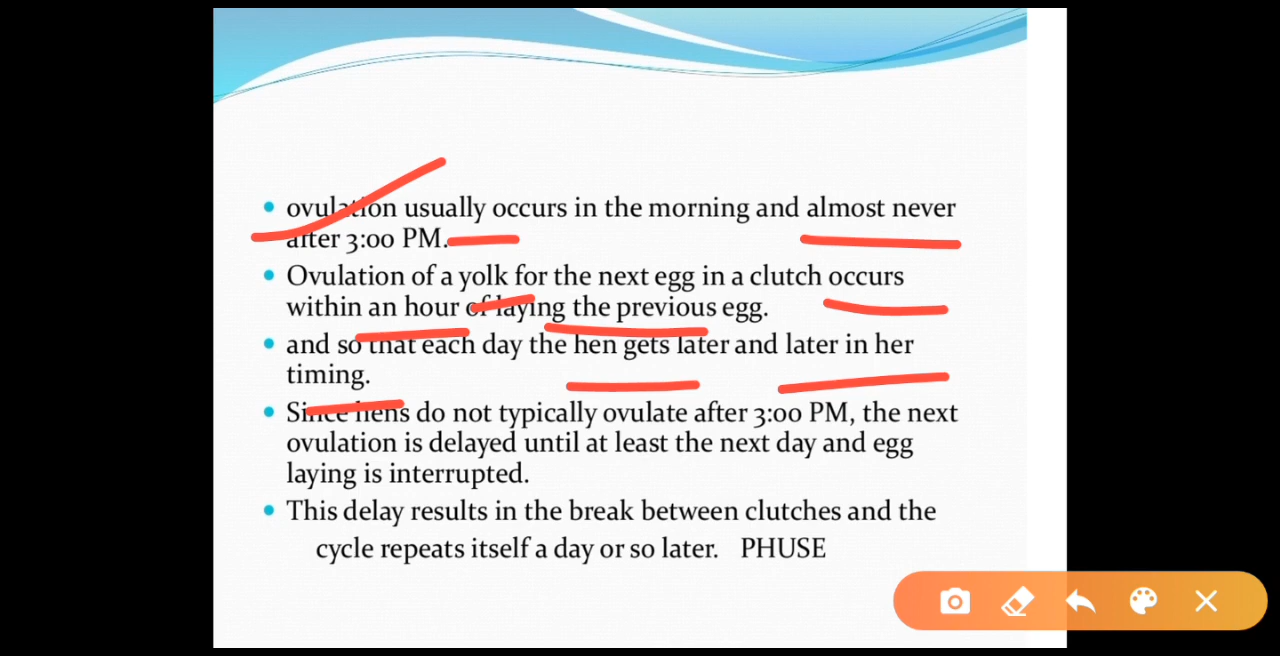 ovulation usually occurs in the morning and almost never
after 3:00 PM.
Ovulation of a yolk for the next egg in a clutch occurs
within an hour of laying the previous egg.
and so that each day the hen gets later and later in her
timing.
Since hens do not typically ovulate after 3:00 PM, the next
ovulation is delayed until at least the next day and egg
laying is interrupted.
This delay results in the break between clutches and the
cycle repeats itself a day or so later. PHUSE